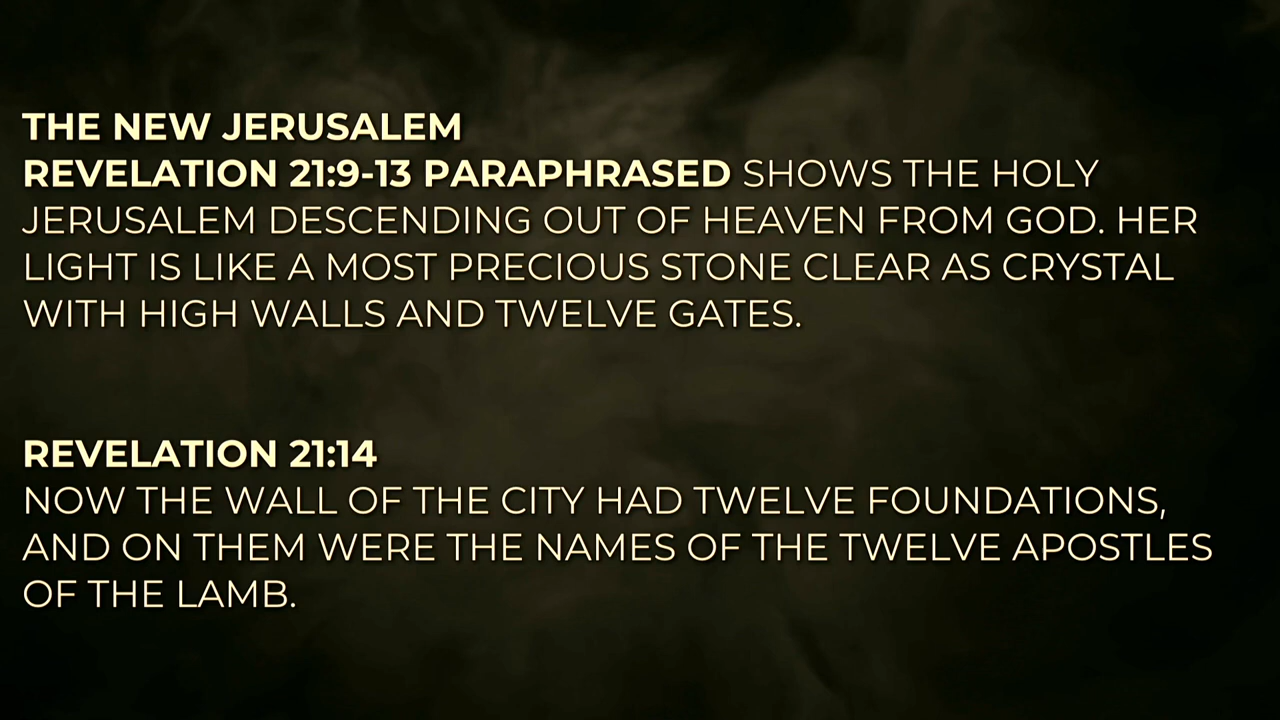 THE NEW JERUSALEM
REVELATION 21:9-13 PARAPHRASED SHOWS THE HOLY
JERUSALEM DESCENDING OUT OF HEAVEN FROM GOD. HER
LIGHT IS LIKE A MOST PRECIOUS STONE CLEAR AS CRYSTAL
WITH HIGH WALLS AND TWELVE GATES.
REVELATION 21:14
NOW THE WALL OF THE CITY HAD TWELVE FOUNDATIONS,
AND ON THEM WERE THE NAMES OF THE TWELVE APOSTLES
OF THE LAMB.